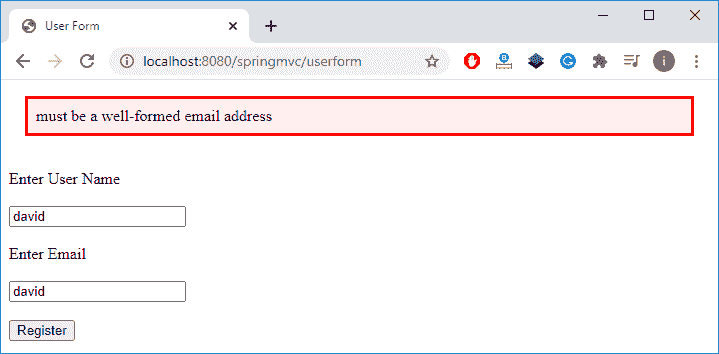 User Form
localhost:8080/springmvc/userform
i
must be a well-formed email address
Enter User Name
david
Enter Email
david
Register